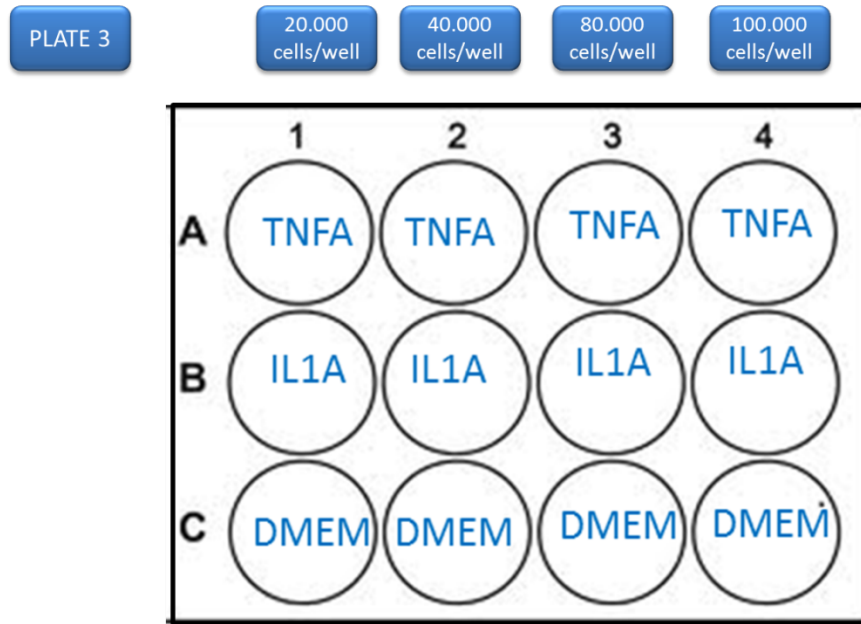 PLATE 3
20.000
cells/well
40.000
cells/well
80.000
cells/well
100.000
cells/well
1 2 3 4
A TNFA TNFA TNFA TNFA
B IL1A IL1A IL1A IL1A
C DMEM DMEM DMEM DMEM